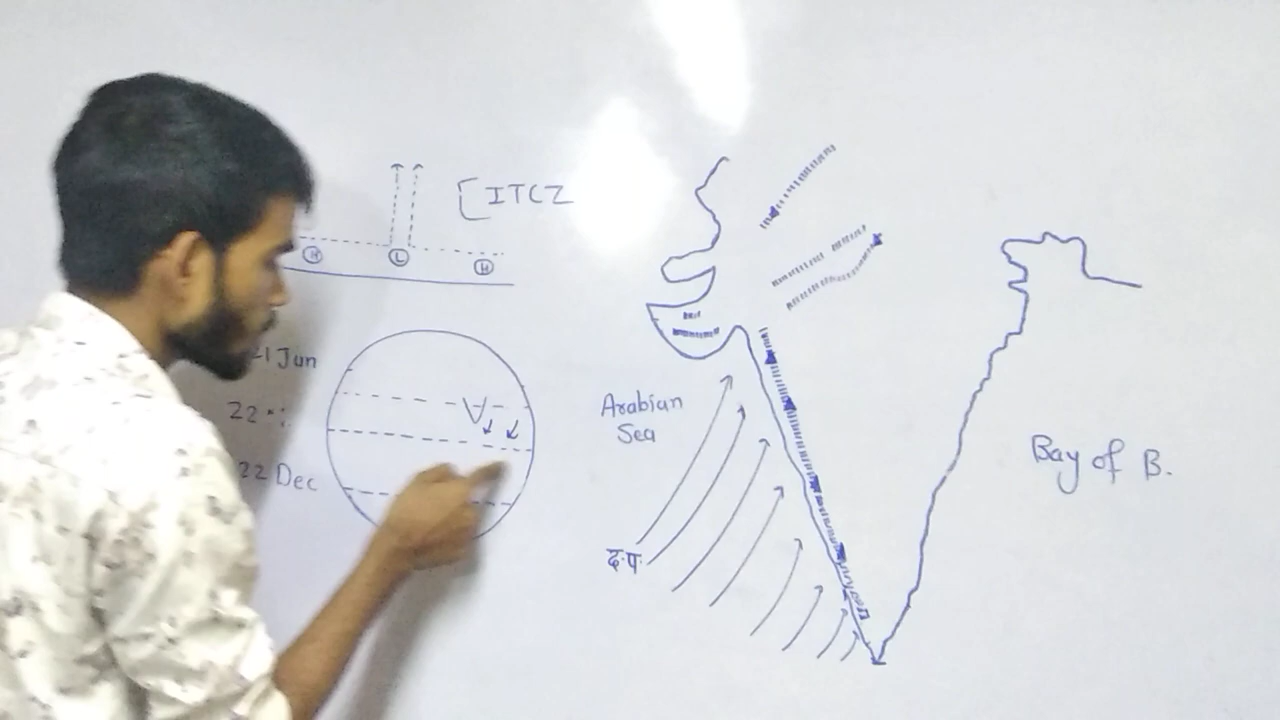 [ITCZ
H L H
21 Jun
22
22 Dec
Arabian
Sea
द.प.
Bay of B.